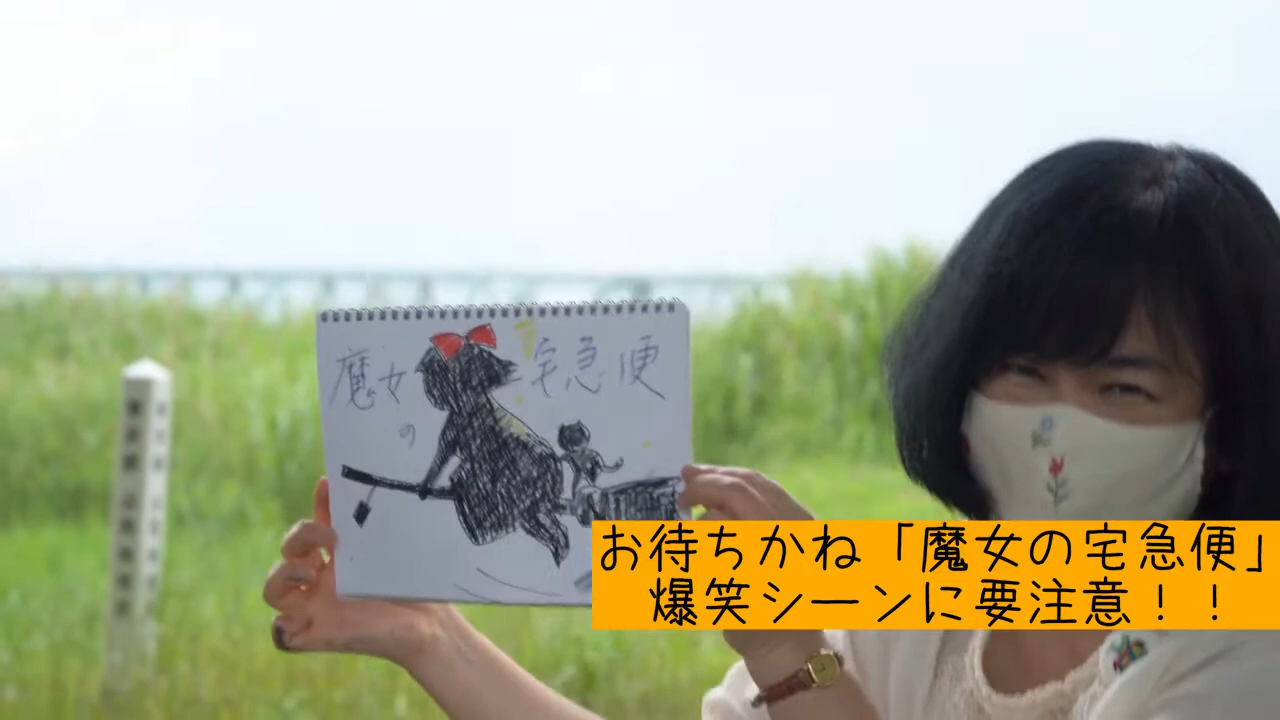 魔女 宅急便
の
お待ちかね「魔女の宅急便」
爆笑シーンに要注意！！